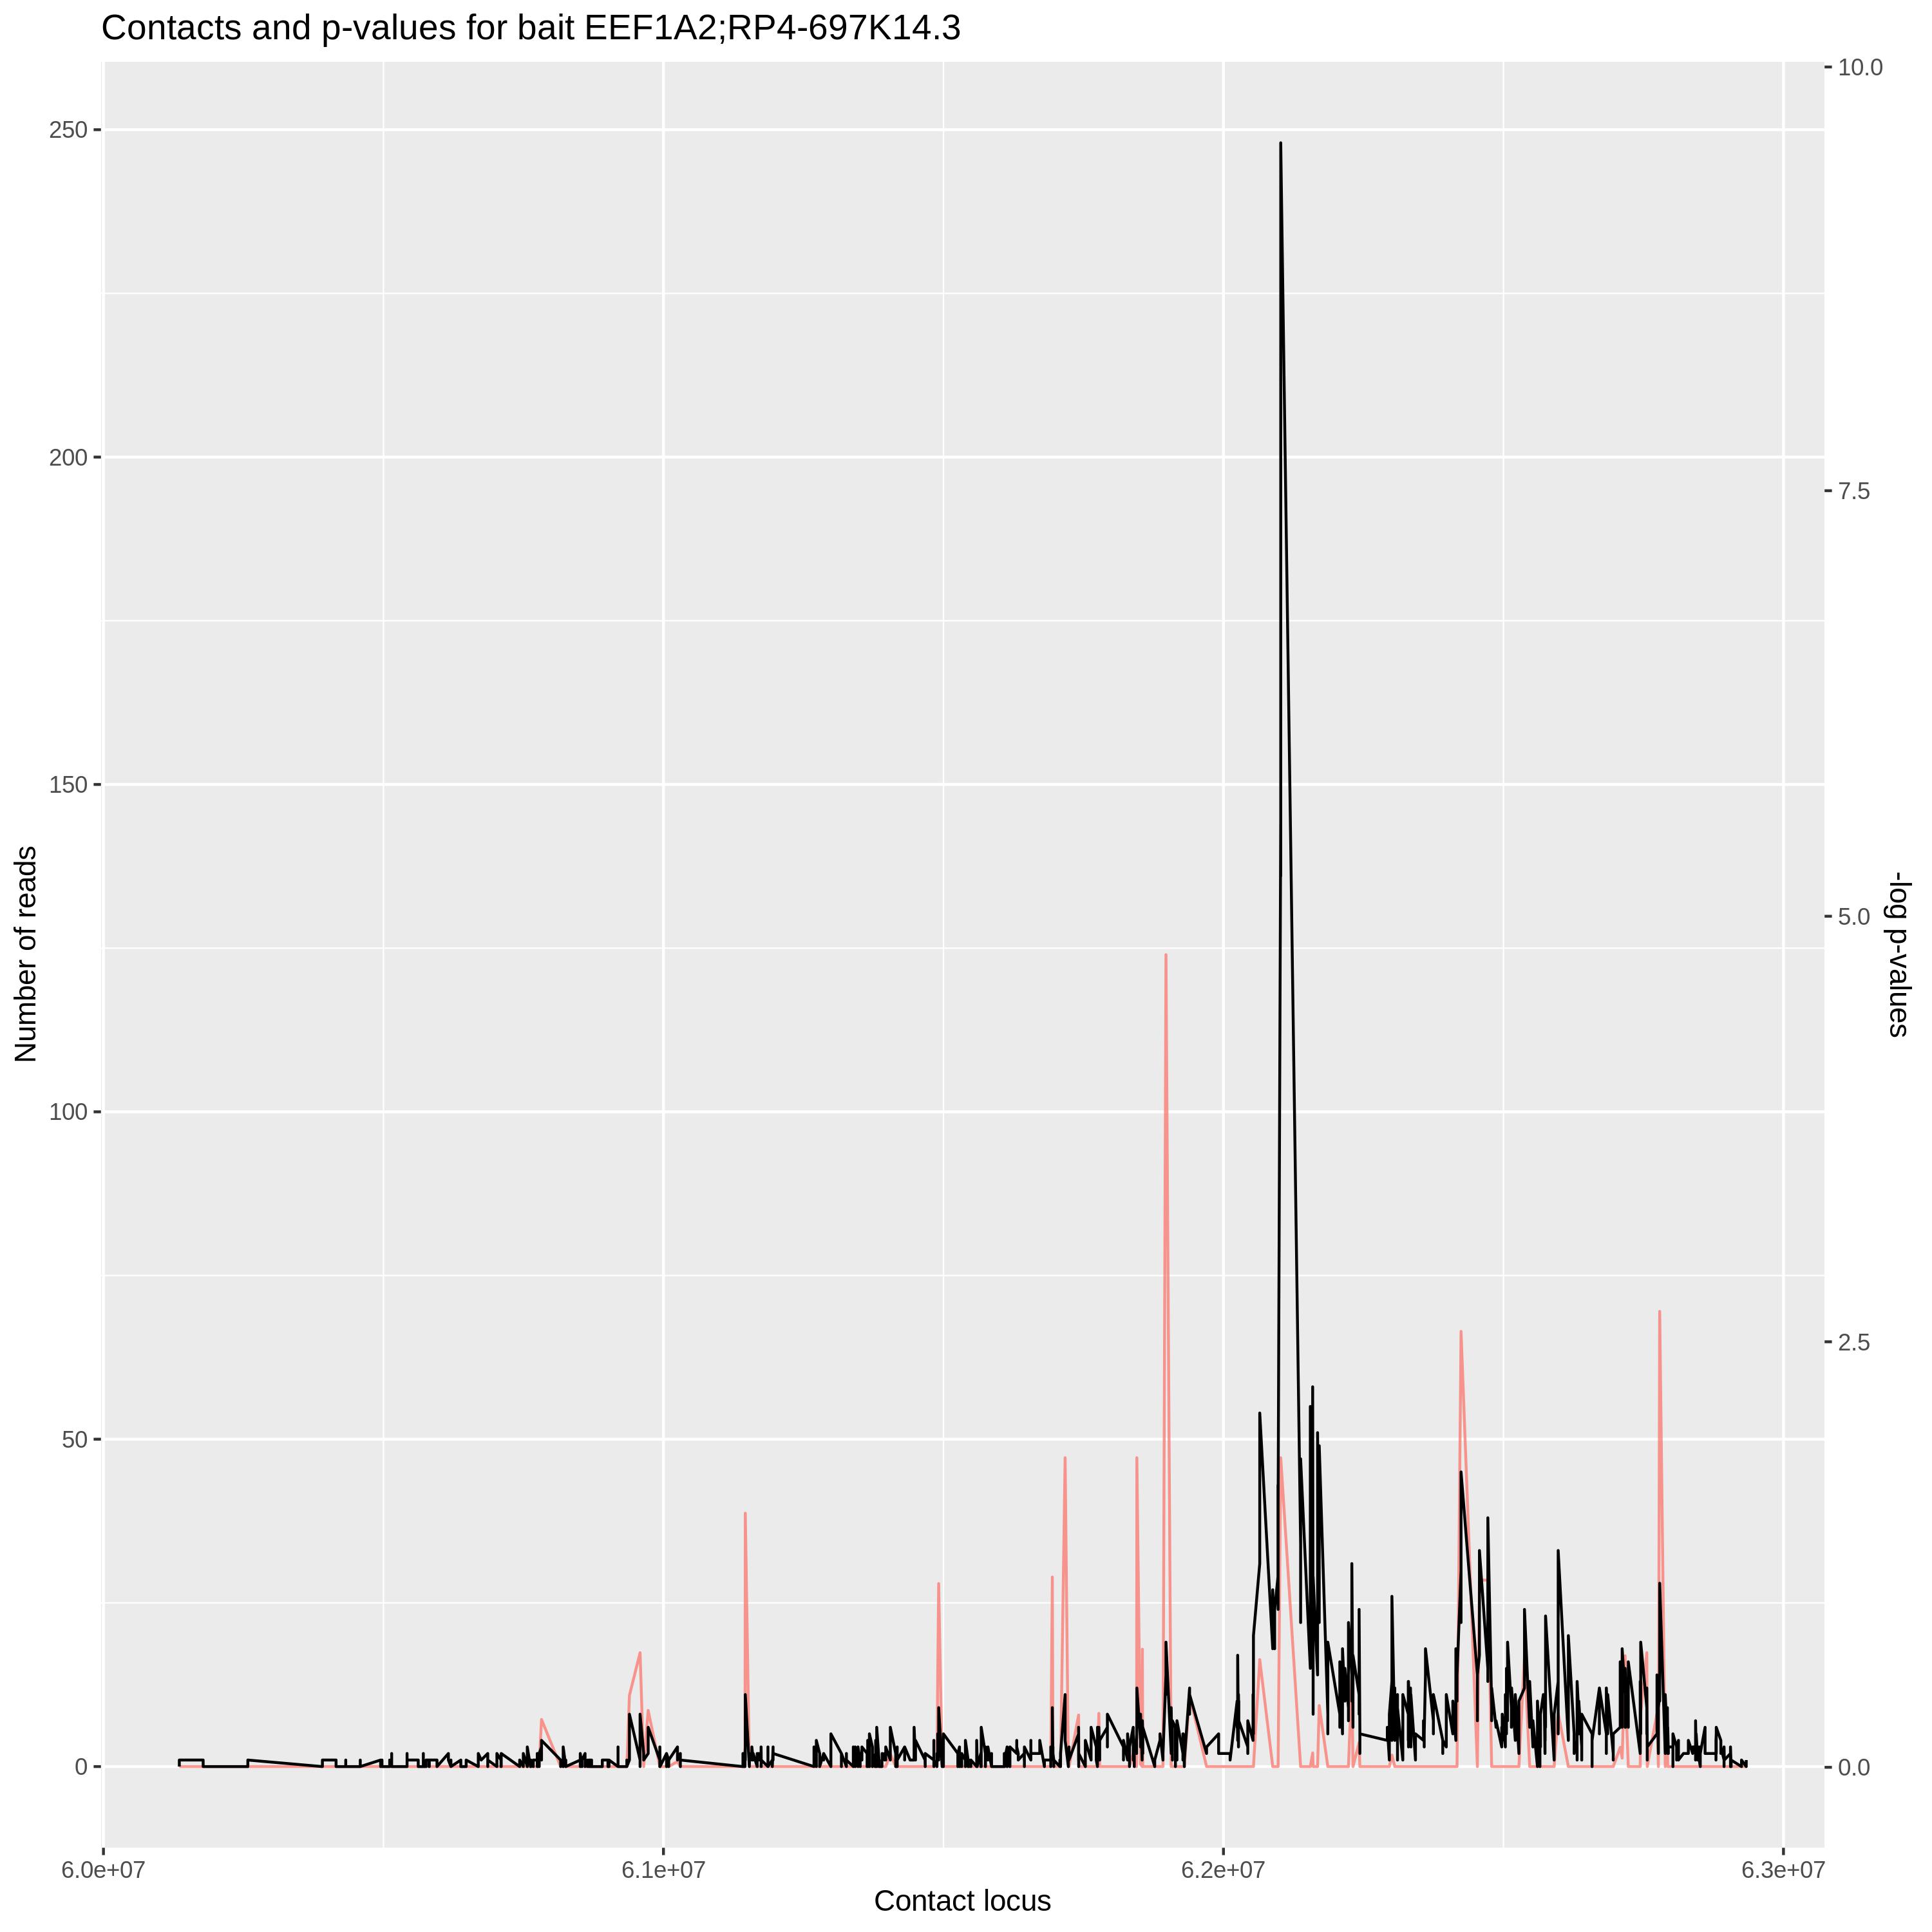 Contacts and p-values for bait EEF1A2;RP4-697K14.3
250
200
150
100
50
0
Number of reads
10.0
7.5
5.0
2.5
0.0
-log p-values
6.0e+07
6.1e+07
6.2e+07
6.3e+07
Contact locus